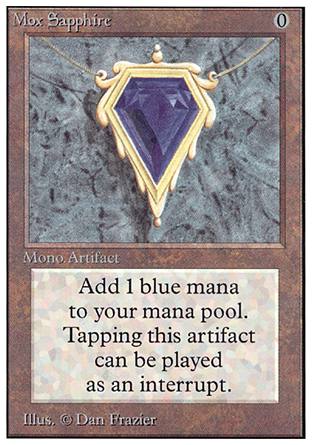 Mox Sapphire 0
Mono Artifact
Add 1 blue mana
to your mana pool.
Tapping this artifact
can be played
as an interrupt.
Illus. © Dan Frazier